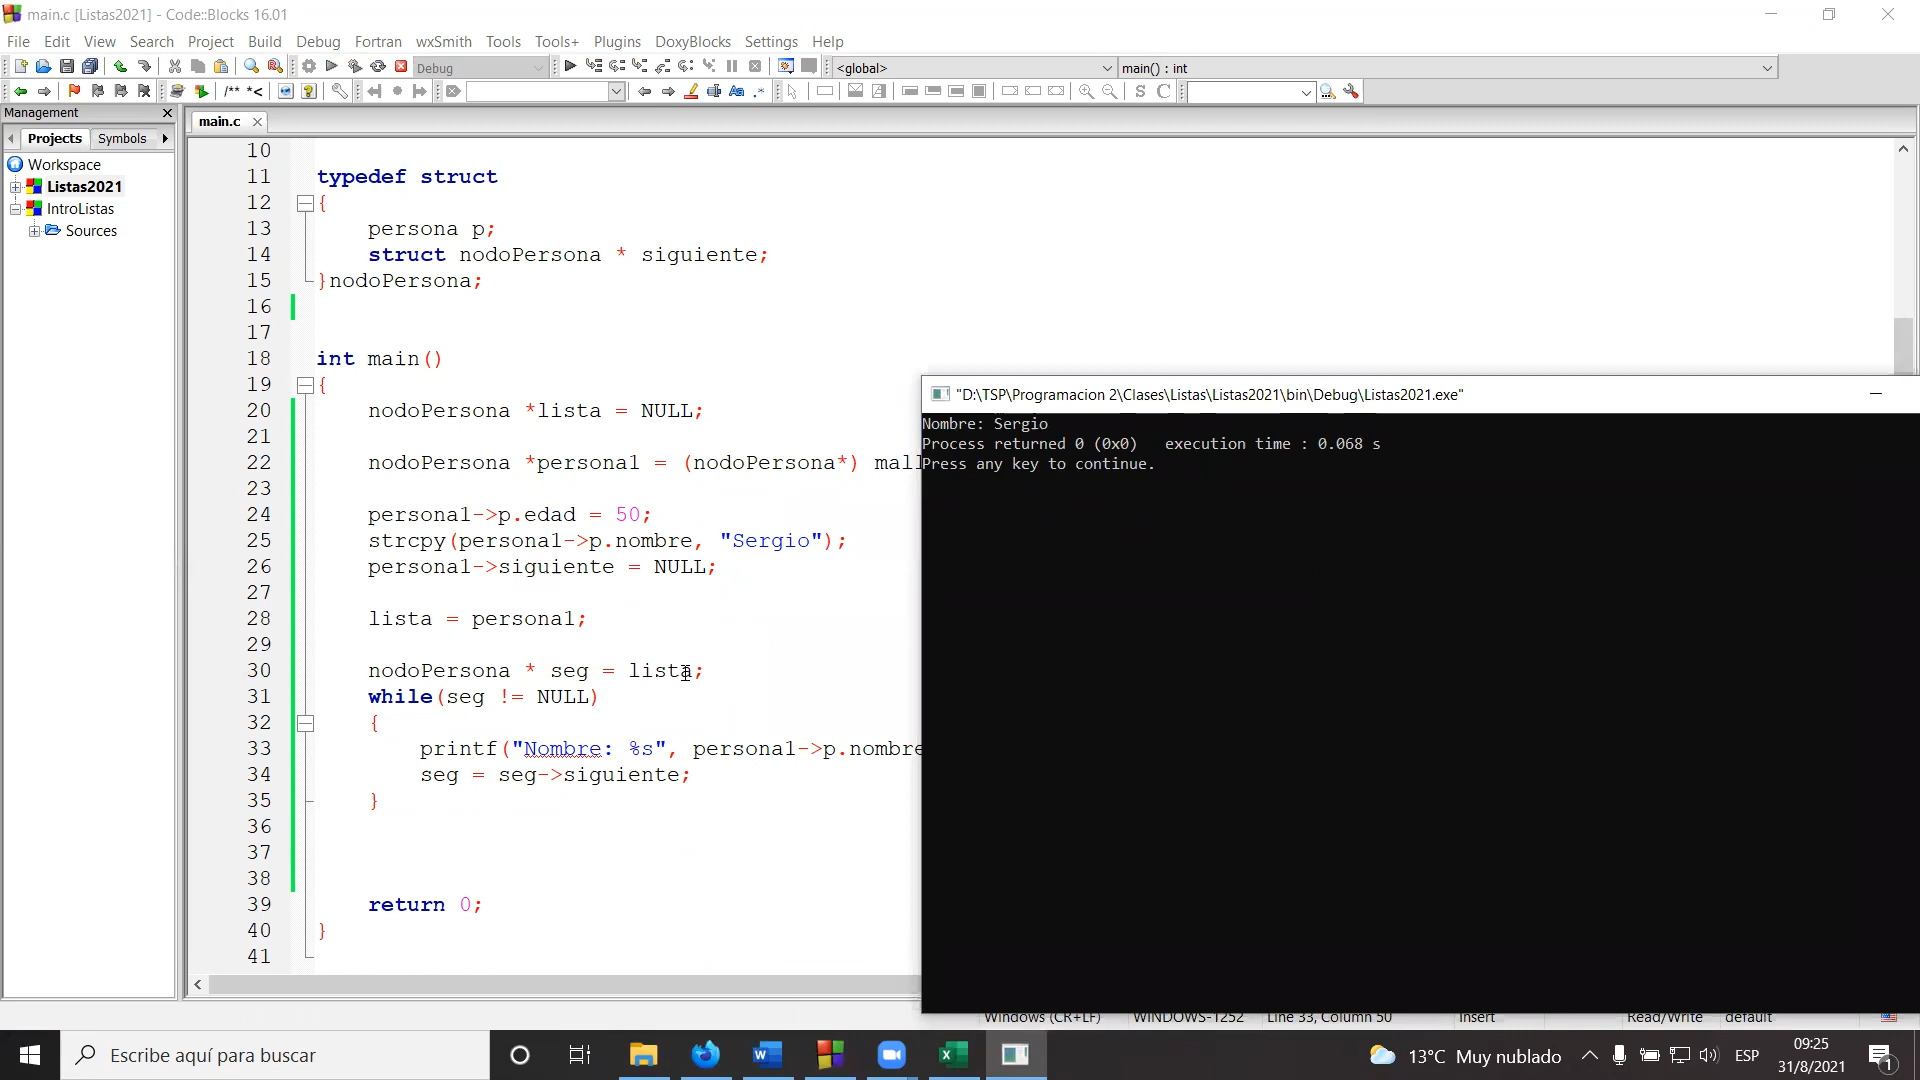 main.c [Listas2021] - Code::Blocks 16.01
File Edit View Search Project Build Debug Fortran wxSmith Tools Tools+ Plugins DoxyBlocks Settings Help
Debug <global> main() : int
/** *<
S C
Management
main.c
Projects Symbols
Workspace
Listas2021
IntroListas
Sources
10
11 typedef struct
12 {
13 persona p;
14 struct nodoPersona * siguiente;
15 }nodoPersona;
16
17
18 int main()
19 {
20 nodoPersona *lista = NULL;
21
22 nodoPersona *persona1 = (nodoPersona*) mall
23
24 persona1->p.edad = 50;
25 strcpy(persona1->p.nombre, "Sergio");
26 persona1->siguiente = NULL;
27
28 lista = persona1;
29
30 nodoPersona * seg = lista;
31 while(seg != NULL)
32 {
33 printf("Nombre: %s", persona1->p.nombre
34 seg = seg->siguiente;
35 }
36
37
38
39 return 0;
40 }
41
"D:\TSP\Programacion 2\Clases\Listas\Listas2021\bin\Debug\Listas2021.exe"
Nombre: Sergio
Process returned 0 (0x0) execution time : 0.068 s
Press any key to continue.
Windows (CR+LF) WINDOWS-1252 Line 33, Column 50 Insert Read/Write default
Escribe aquí para buscar
13°C Muy nublado ESP
09:25
31/8/2021
1